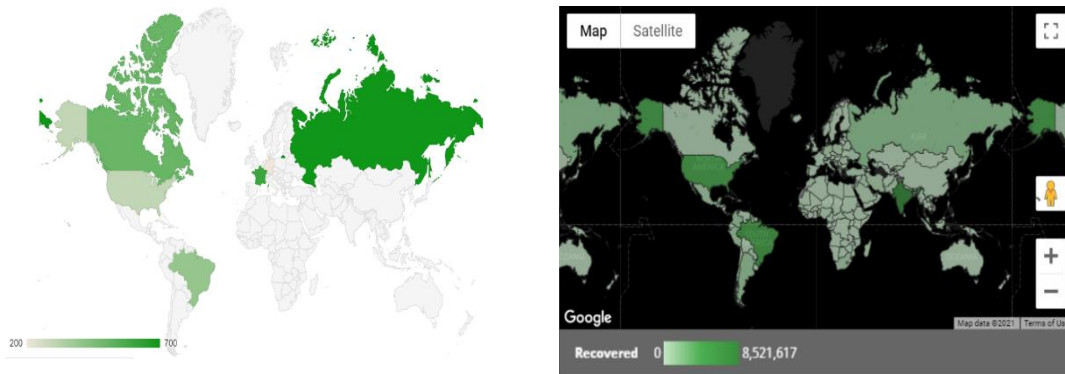 200
700
Map
Satellite
Google
Map data ©2021
Terms of Us
Recovered
0
8,521,617